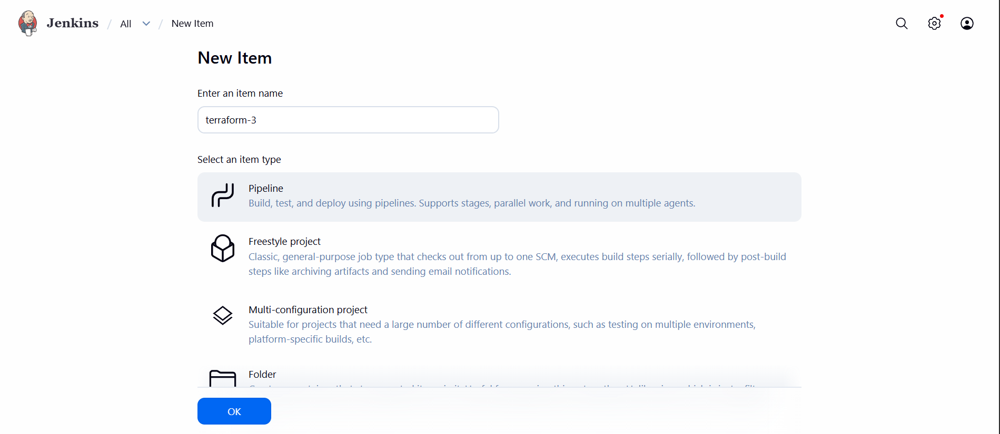 Jenkins / All / New Item
New Item
Enter an item name
terraform-3
Select an item type
Pipeline
Build, test, and deploy using pipelines. Supports stages, parallel work, and running on multiple agents.
Freestyle project
Classic, general-purpose job type that checks out from up to one SCM, executes build steps serially, followed by post-build
steps like archiving artifacts and sending email notifications.
Multi-configuration project
Suitable for projects that need a large number of different configurations, such as testing on multiple environments,
platform-specific builds, etc.
Folder
OK